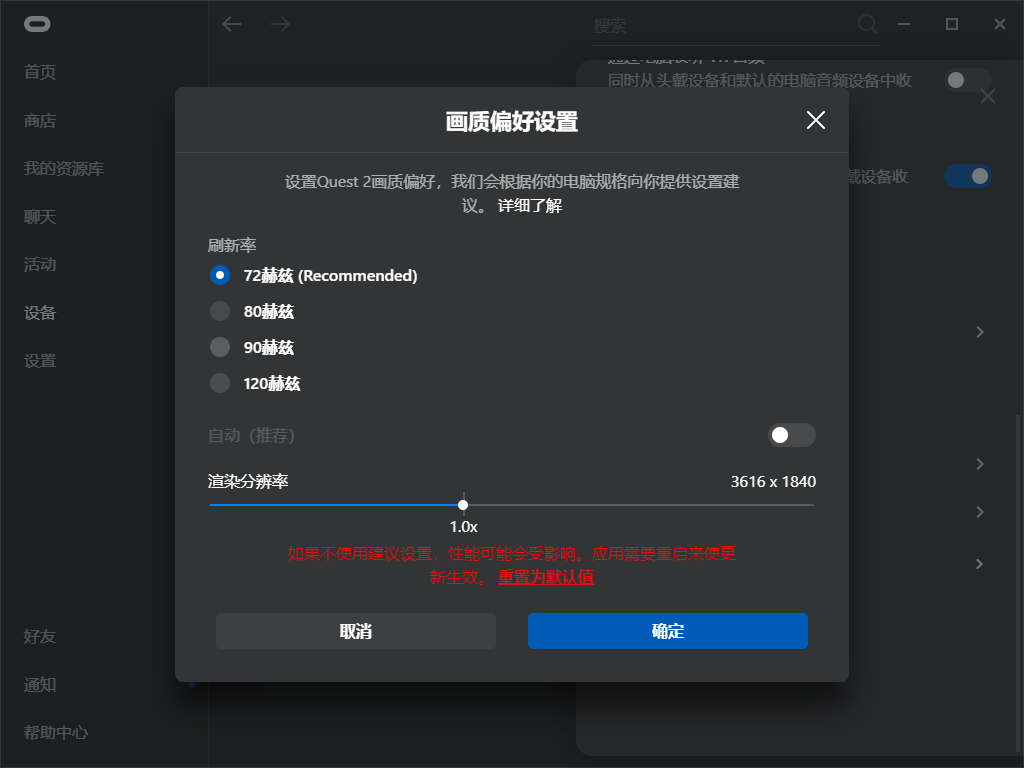 搜索
首页
商店
我的资源库
聊天
活动
设备
设置
好友
通知
帮助中心
同时从头戴设备和默认的电脑音频设备中收
戴设备收
画质偏好设置
设置Quest 2画质偏好，我们会根据你的电脑规格向你提供设置建
议。 详细了解
刷新率
72赫兹 (Recommended)
80赫兹
90赫兹
120赫兹
自动（推荐）
渲染分辨率
3616 x 1840
1.0x
如果不使用建议设置，性能可能会受影响。应用需要重启来使更
新生效。 重置为默认值
取消
确定